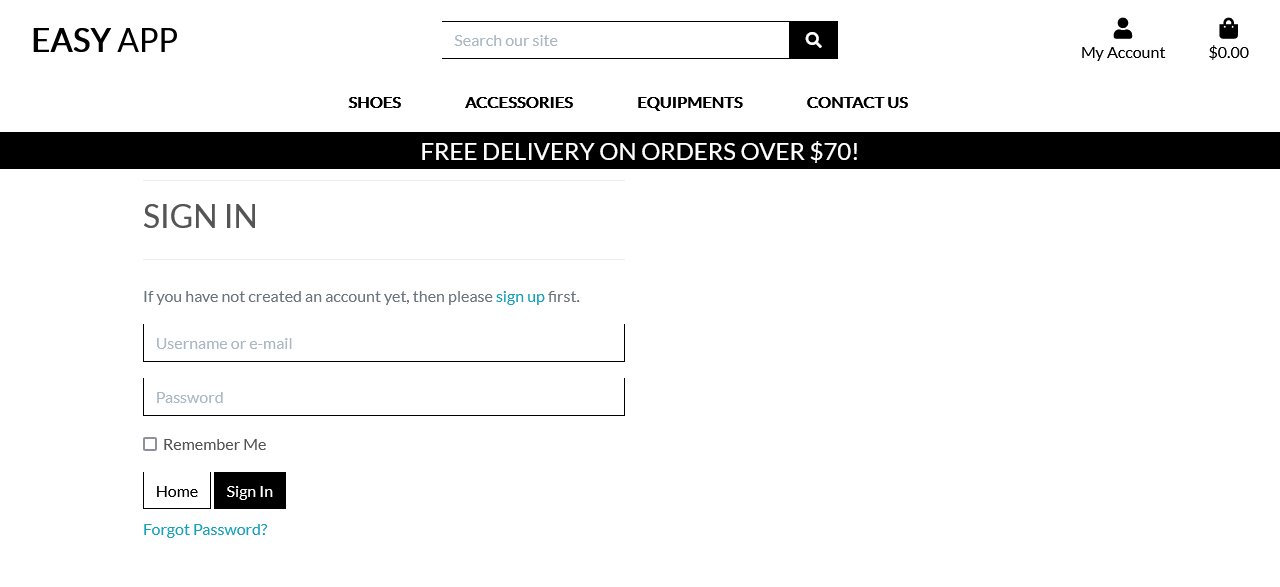 EASY APP
Search our site
My Account
$0.00
SHOES
ACCESSORIES
EQUIPMENTS
CONTACT US
FREE DELIVERY ON ORDERS OVER $70!
SIGN IN
If you have not created an account yet, then please sign up first.
Username or e-mail
Password
Remember Me
Home
Sign In
Forgot Password?